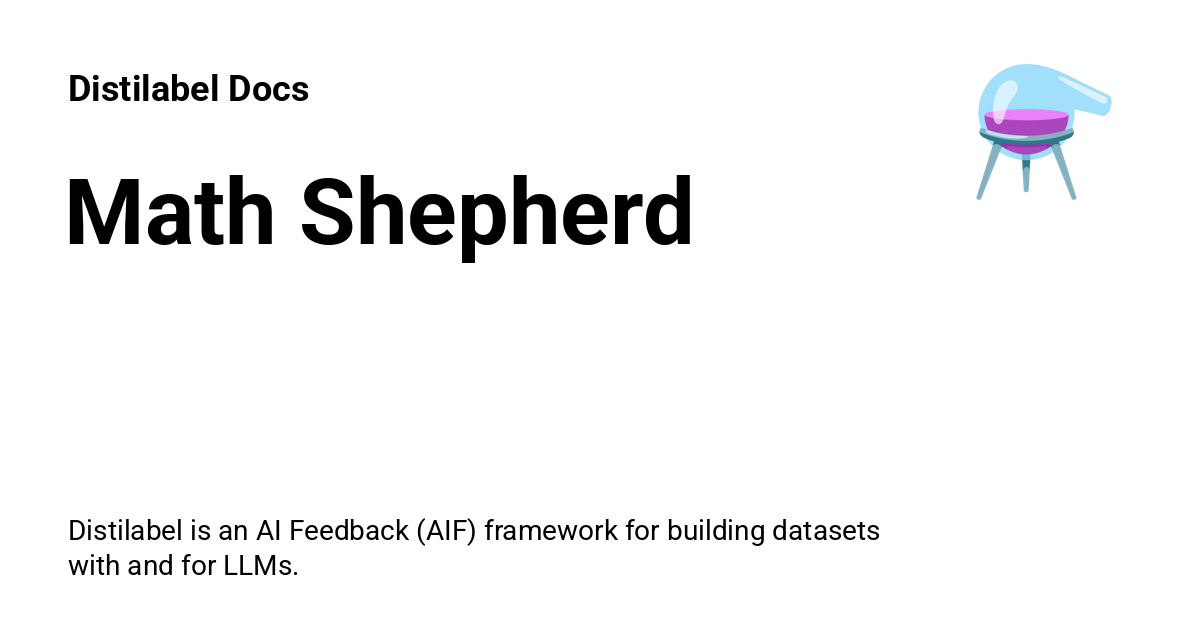 Distilabel Docs
Math Shepherd
Distilabel is an AI Feedback (AIF) framework for building datasets
with and for LLMs.